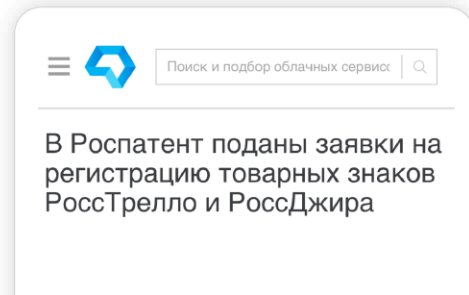 Поиск и подбор облачных сервисс
В Роспатент поданы заявки на
регистрацию товарных знаков
РоссТрелло и РоссДжира